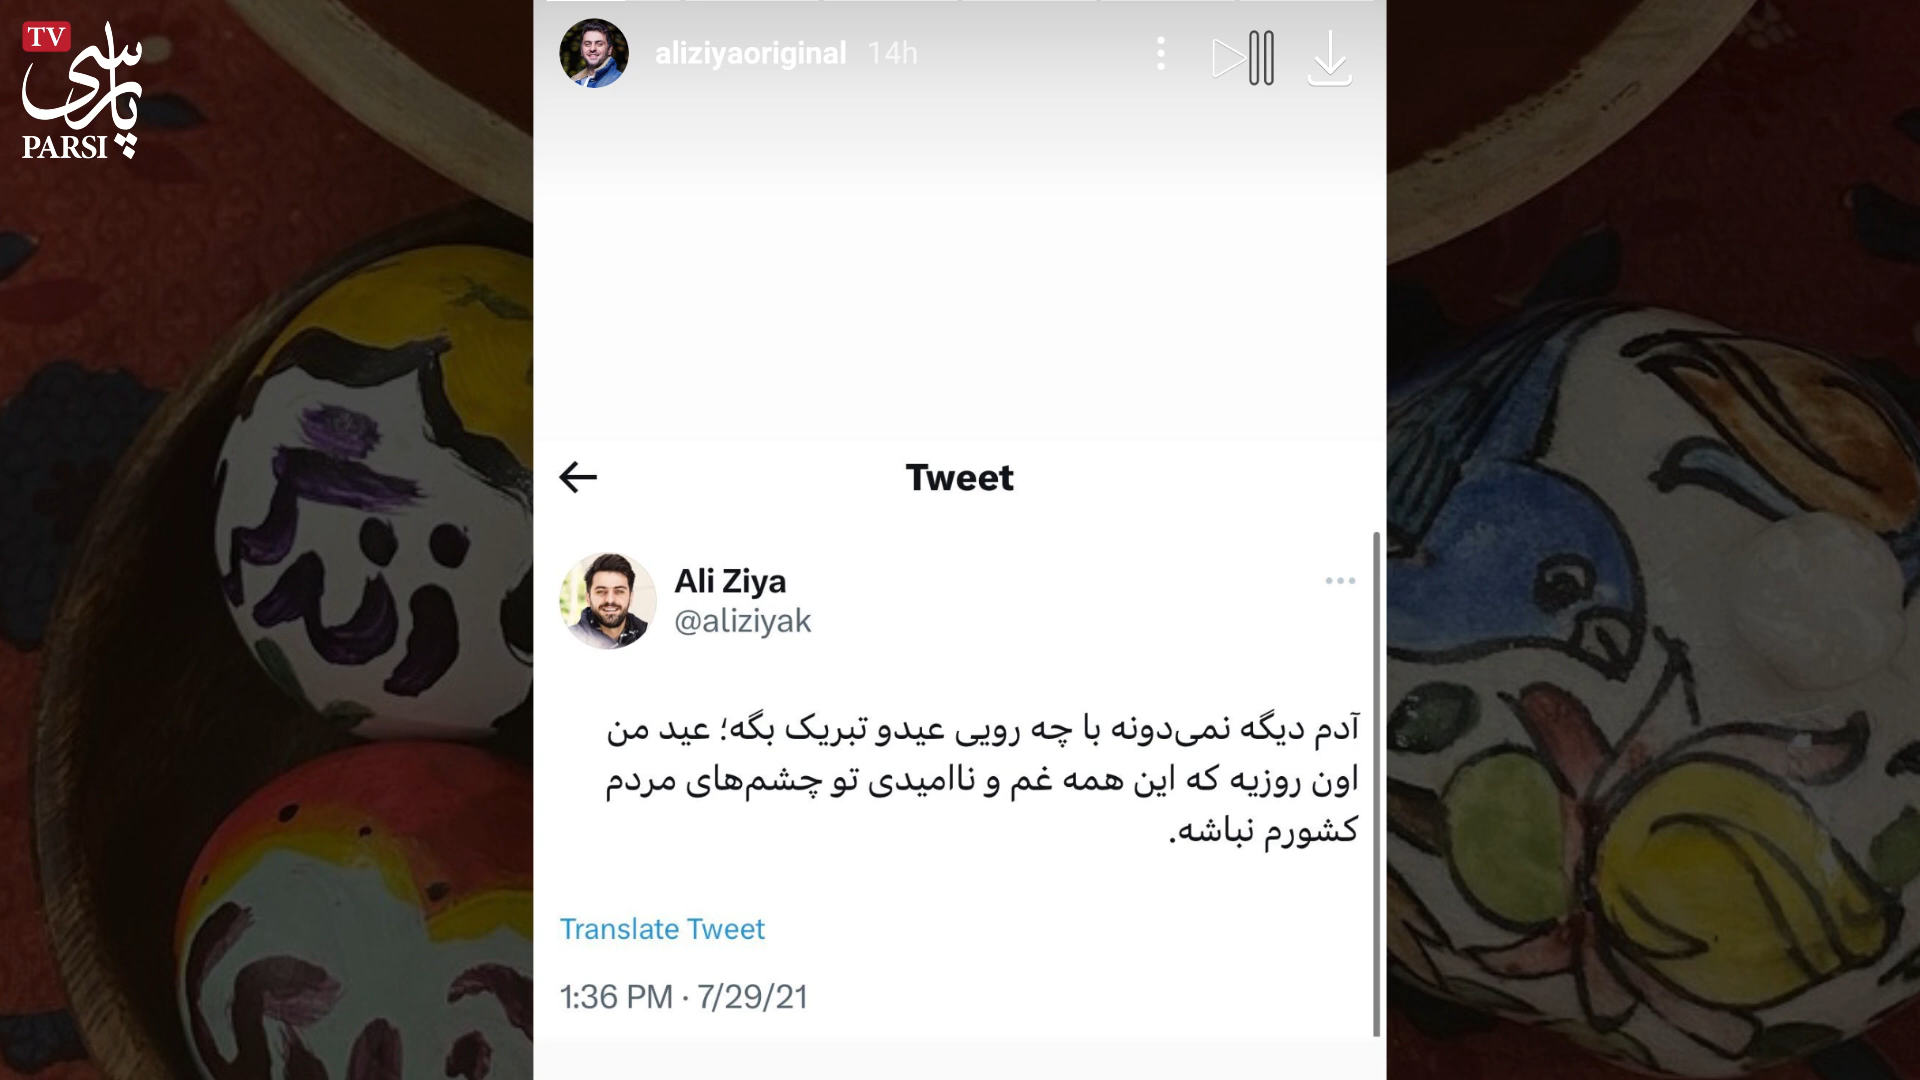 TV
پارسی
PARSI
aliziyaoriginal 14h
Tweet
Ali Ziya
@aliziyak
آدم دیگه نمی‌دونه با چه رویی عیدو تبریک بگه؛ عید من
اون روزیه که این همه غم و ناامیدی تو چشم‌های مردم
کشورم نباشه.
Translate Tweet
1:36 PM · 7/29/21